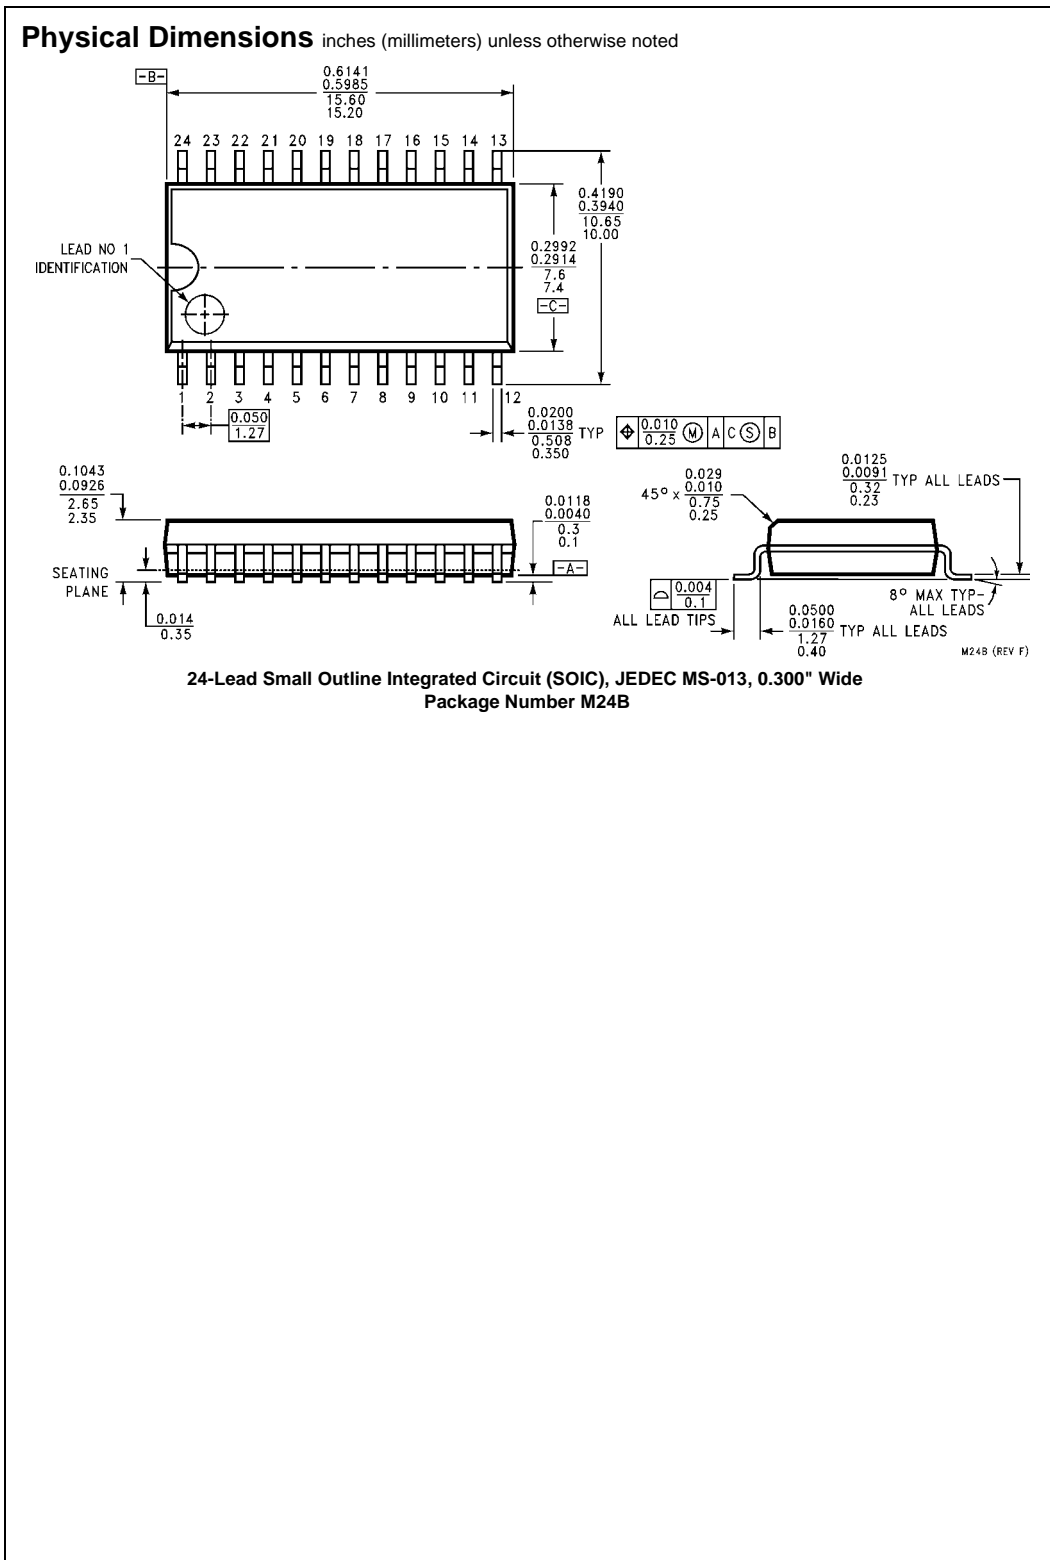 Physical Dimensions inches (millimeters) unless otherwise noted
-B-
0.6141
0.5985
15.60
15.20
24 23 22 21 20 19 18 17 16 15 14 13
0.4190
0.3940
10.65
10.00
LEAD NO 1
IDENTIFICATION
0.2992
0.2914
7.6
7.4
-C-
1 2 3 4 5 6 7 8 9 10 11 12
0.050
1.27
0.0200
0.0138
0.508
0.350
TYP
0.010
0.25
M A C S B
0.1043
0.0926
2.65
2.35
SEATING
PLANE
0.014
0.35
0.0118
0.0040
0.3
0.1
-A-
45° x
0.029
0.010
0.75
0.25
0.0125
0.0091
0.32
0.23
TYP ALL LEADS
0.004
0.1
ALL LEAD TIPS
0.0500
0.0160
1.27
0.40
TYP ALL LEADS
8° MAX TYP-
ALL LEADS
M24B (REV F)
24-Lead Small Outline Integrated Circuit (SOIC), JEDEC MS-013, 0.300" Wide
Package Number M24B